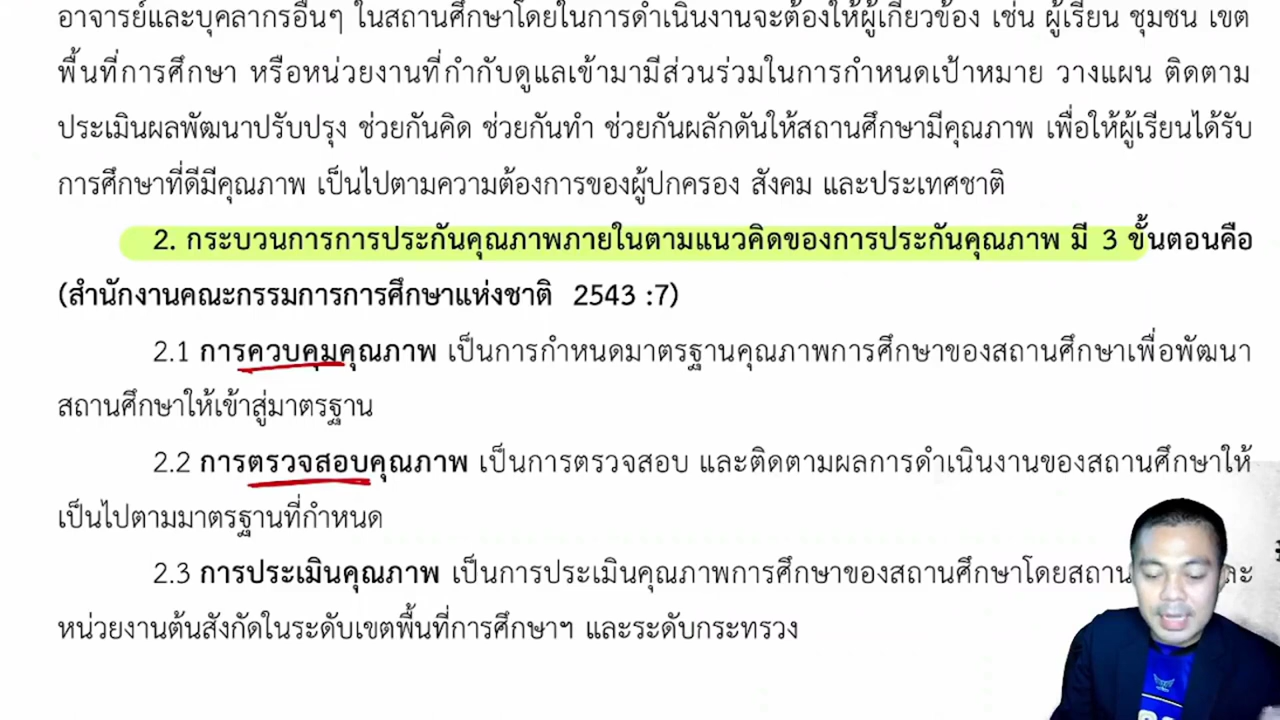 อาจารย์และบุคลากรอื่นๆ ในสถานศึกษาโดยในการดำเนินงานจะต้องให้ผู้เกี่ยวข้อง เช่น ผู้เรียน ชุมชน เขต
พื้นที่การศึกษา หรือหน่วยงานที่กำกับดูแลเข้ามามีส่วนร่วมในการกำหนดเป้าหมาย วางแผน ติดตาม
ประเมินผลพัฒนาปรับปรุง ช่วยกันคิด ช่วยกันทำ ช่วยกันผลักดันให้สถานศึกษามีคุณภาพ เพื่อให้ผู้เรียนได้รับ
การศึกษาที่ดีมีคุณภาพ เป็นไปตามความต้องการของผู้ปกครอง สังคม และประเทศชาติ
2. กระบวนการการประกันคุณภาพภายในตามแนวคิดของการประกันคุณภาพ มี 3 ขั้นตอนคือ
(สำนักงานคณะกรรมการการศึกษาแห่งชาติ 2543 :7)
2.1 การควบคุมคุณภาพ เป็นการกำหนดมาตรฐานคุณภาพการศึกษาของสถานศึกษาเพื่อพัฒนา
สถานศึกษาให้เข้าสู่มาตรฐาน
2.2 การตรวจสอบคุณภาพ เป็นการตรวจสอบ และติดตามผลการดำเนินงานของสถานศึกษาให้
เป็นไปตามมาตรฐานที่กำหนด
2.3 การประเมินคุณภาพ เป็นการประเมินคุณภาพการศึกษาของสถานศึกษาโดยสถาน
หน่วยงานต้นสังกัดในระดับเขตพื้นที่การศึกษาฯ และระดับกระทรวง